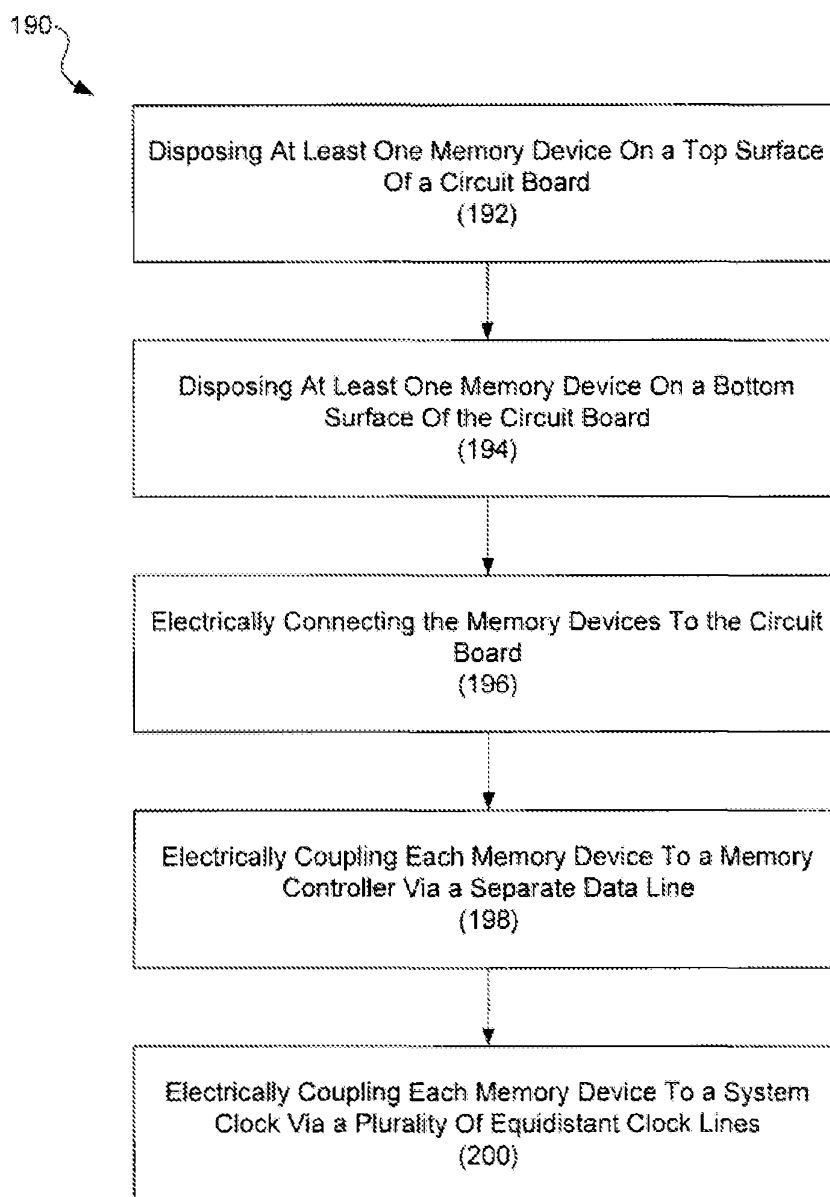 190
Disposing At Least One Memory Device On a Top Surface
Of a Circuit Board
(192)
Disposing At Least One Memory Device On a Bottom
Surface Of the Circuit Board
(194)
Electrically Connecting the Memory Devices To the Circuit
Board
(196)
Electrically Coupling Each Memory Device To a Memory
Controller Via a Separate Data Line
(198)
Electrically Coupling Each Memory Device To a System
Clock Via a Plurality Of Equidistant Clock Lines
(200)